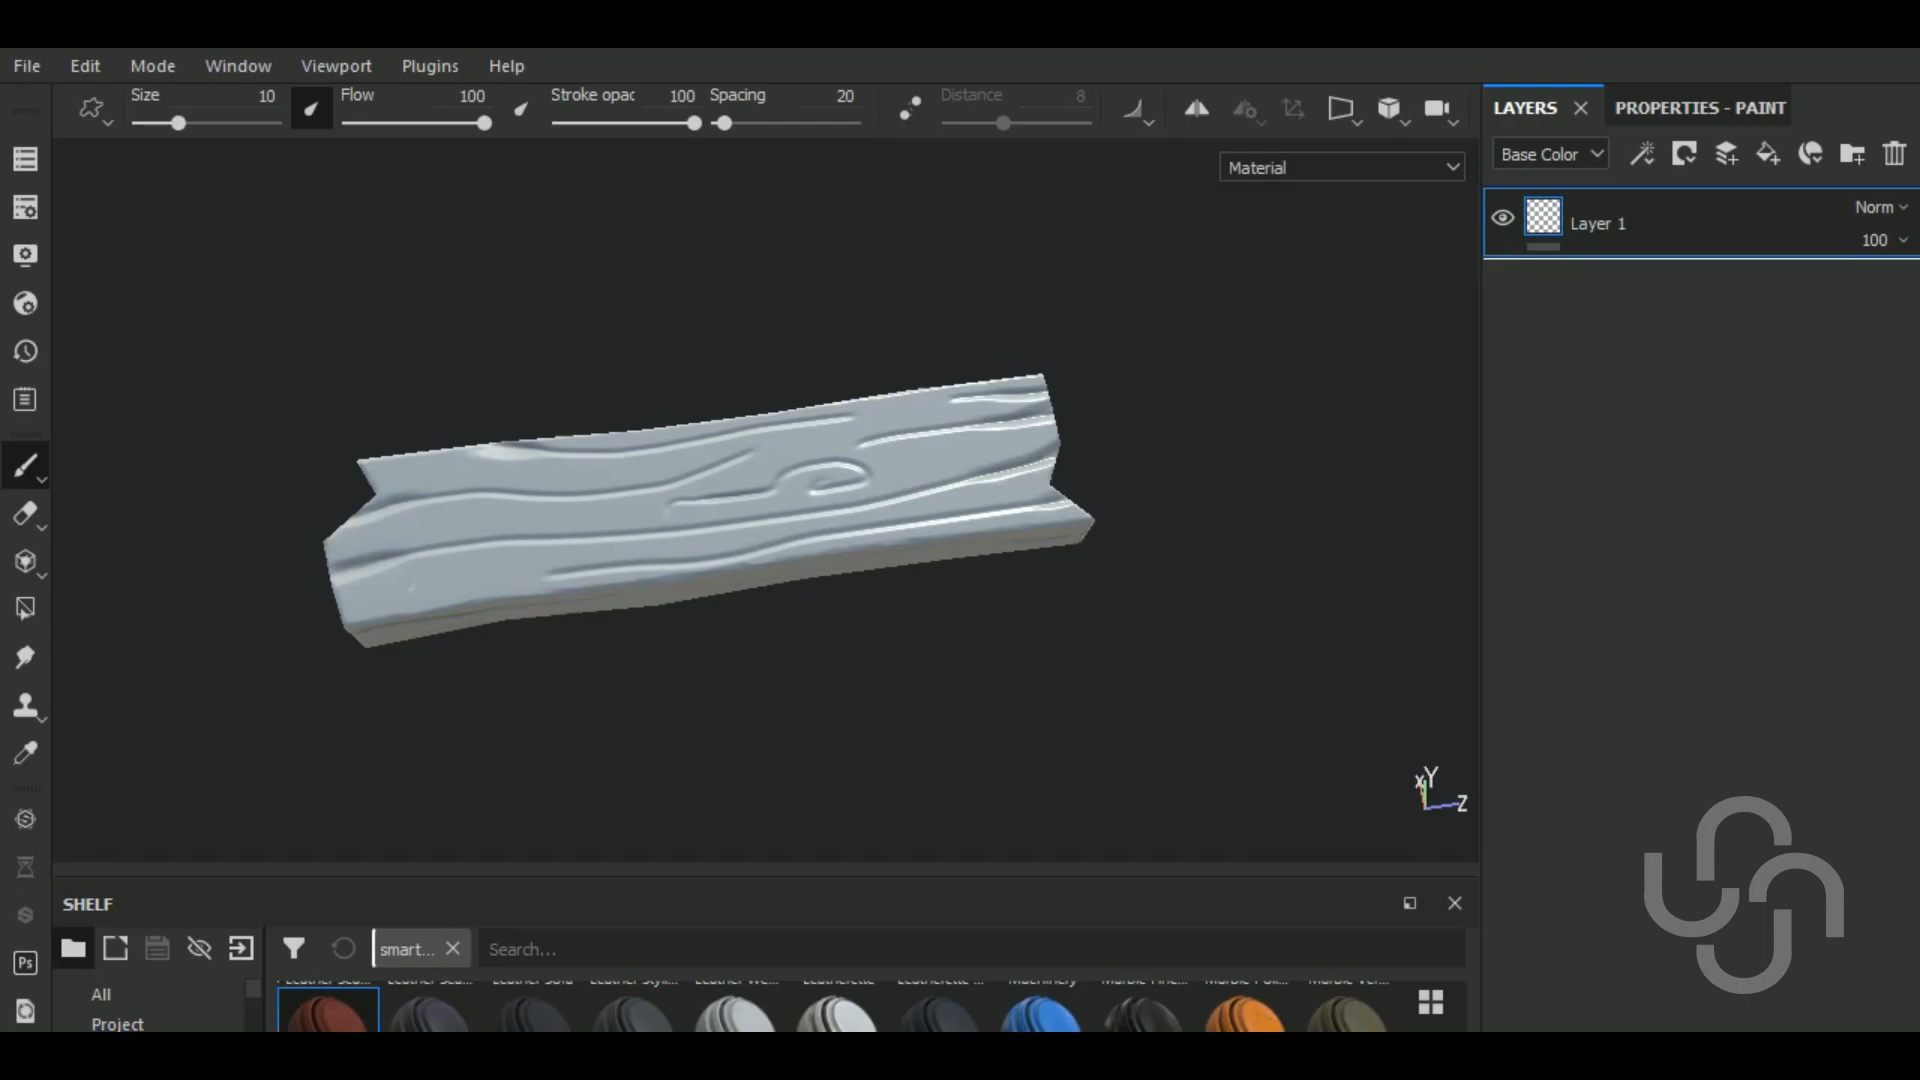 File Edit Mode Window Viewport Plugins Help
Size 10 Flow 100 Stroke opac 100 Spacing 20 Distance 8
LAYERS PROPERTIES - PAINT
Base Color
Material
Norm
Layer 1
100
Y
X
Z
SHELF
smart... Search...
Ps
All
Project